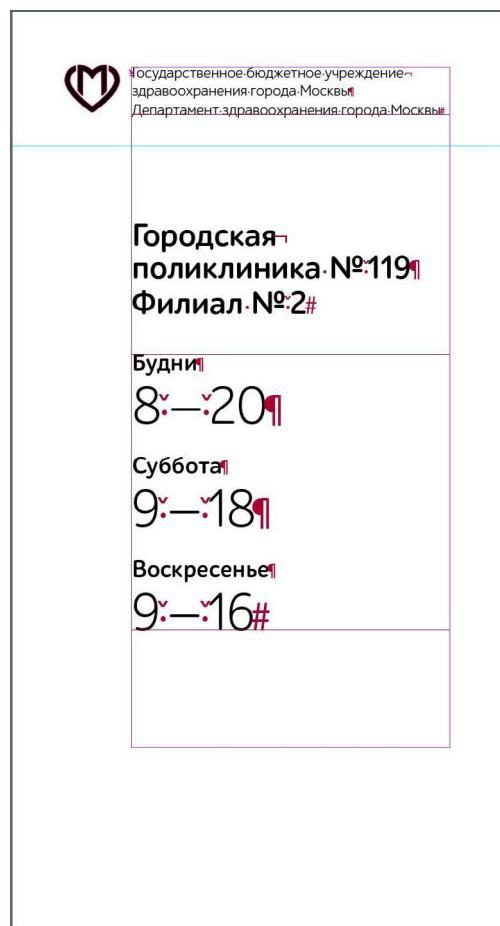 Государственное бюджетное учреждение
здравоохранения города Москвы
Департамент здравоохранения города Москвы
Городская
поликлиника № 119
Филиал № 2
Будни
8 — 20
Суббота
9 — 18
Воскресенье
9 — 16